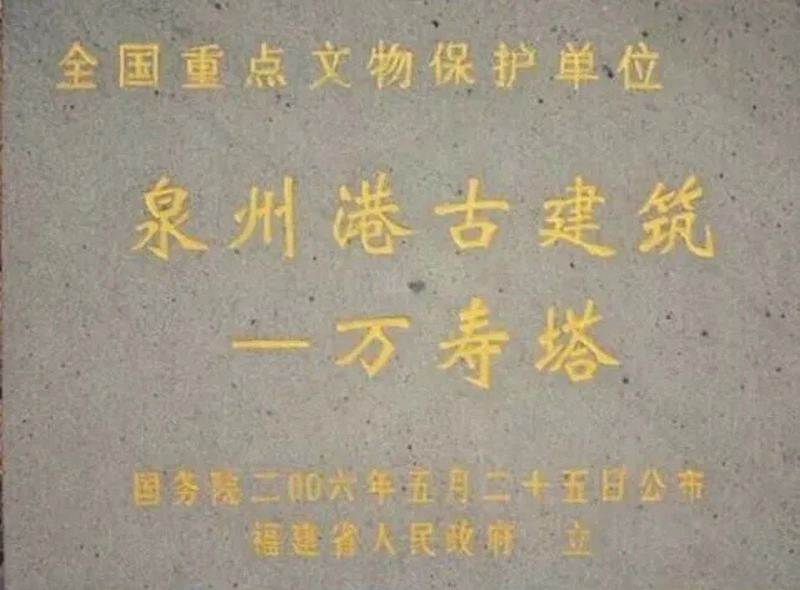 全国重点文物保护单位
泉州港古建筑
—万寿塔
国务院二〇〇六年五月二十五日公布
福建省人民政府 立